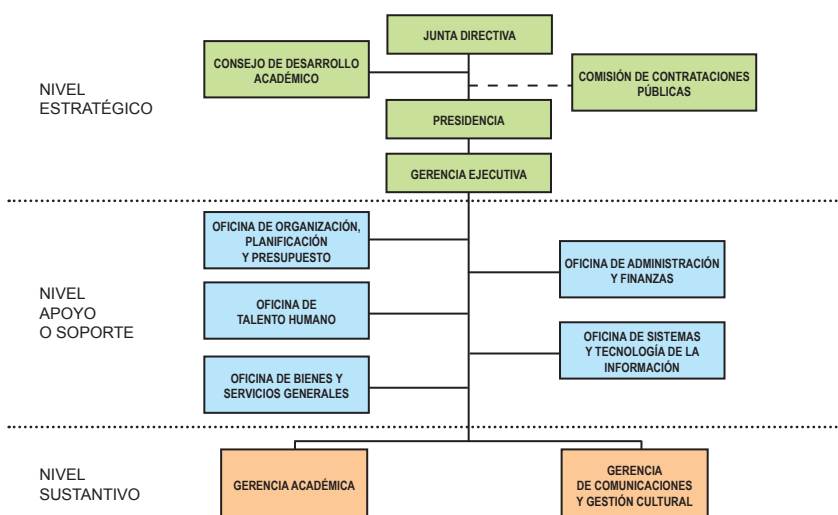 JUNTA DIRECTIVA
CONSEJO DE DESARROLLO
ACADÉMICO
COMISIÓN DE CONTRATACIONES
PÚBLICAS
NIVEL
ESTRATÉGICO
PRESIDENCIA
GERENCIA EJECUTIVA
OFICINA DE ORGANIZACIÓN,
PLANIFICACIÓN
Y PRESUPUESTO
OFICINA DE ADMINISTRACIÓN
Y FINANZAS
NIVEL
APOYO
O SOPORTE
OFICINA DE
TALENTO HUMANO
OFICINA DE SISTEMAS
Y TECNOLOGÍA DE LA
INFORMACIÓN
OFICINA DE BIENES Y
SERVICIOS GENERALES
NIVEL
SUSTANTIVO
GERENCIA ACADÉMICA
GERENCIA
DE COMUNICACIONES
Y GESTIÓN CULTURAL